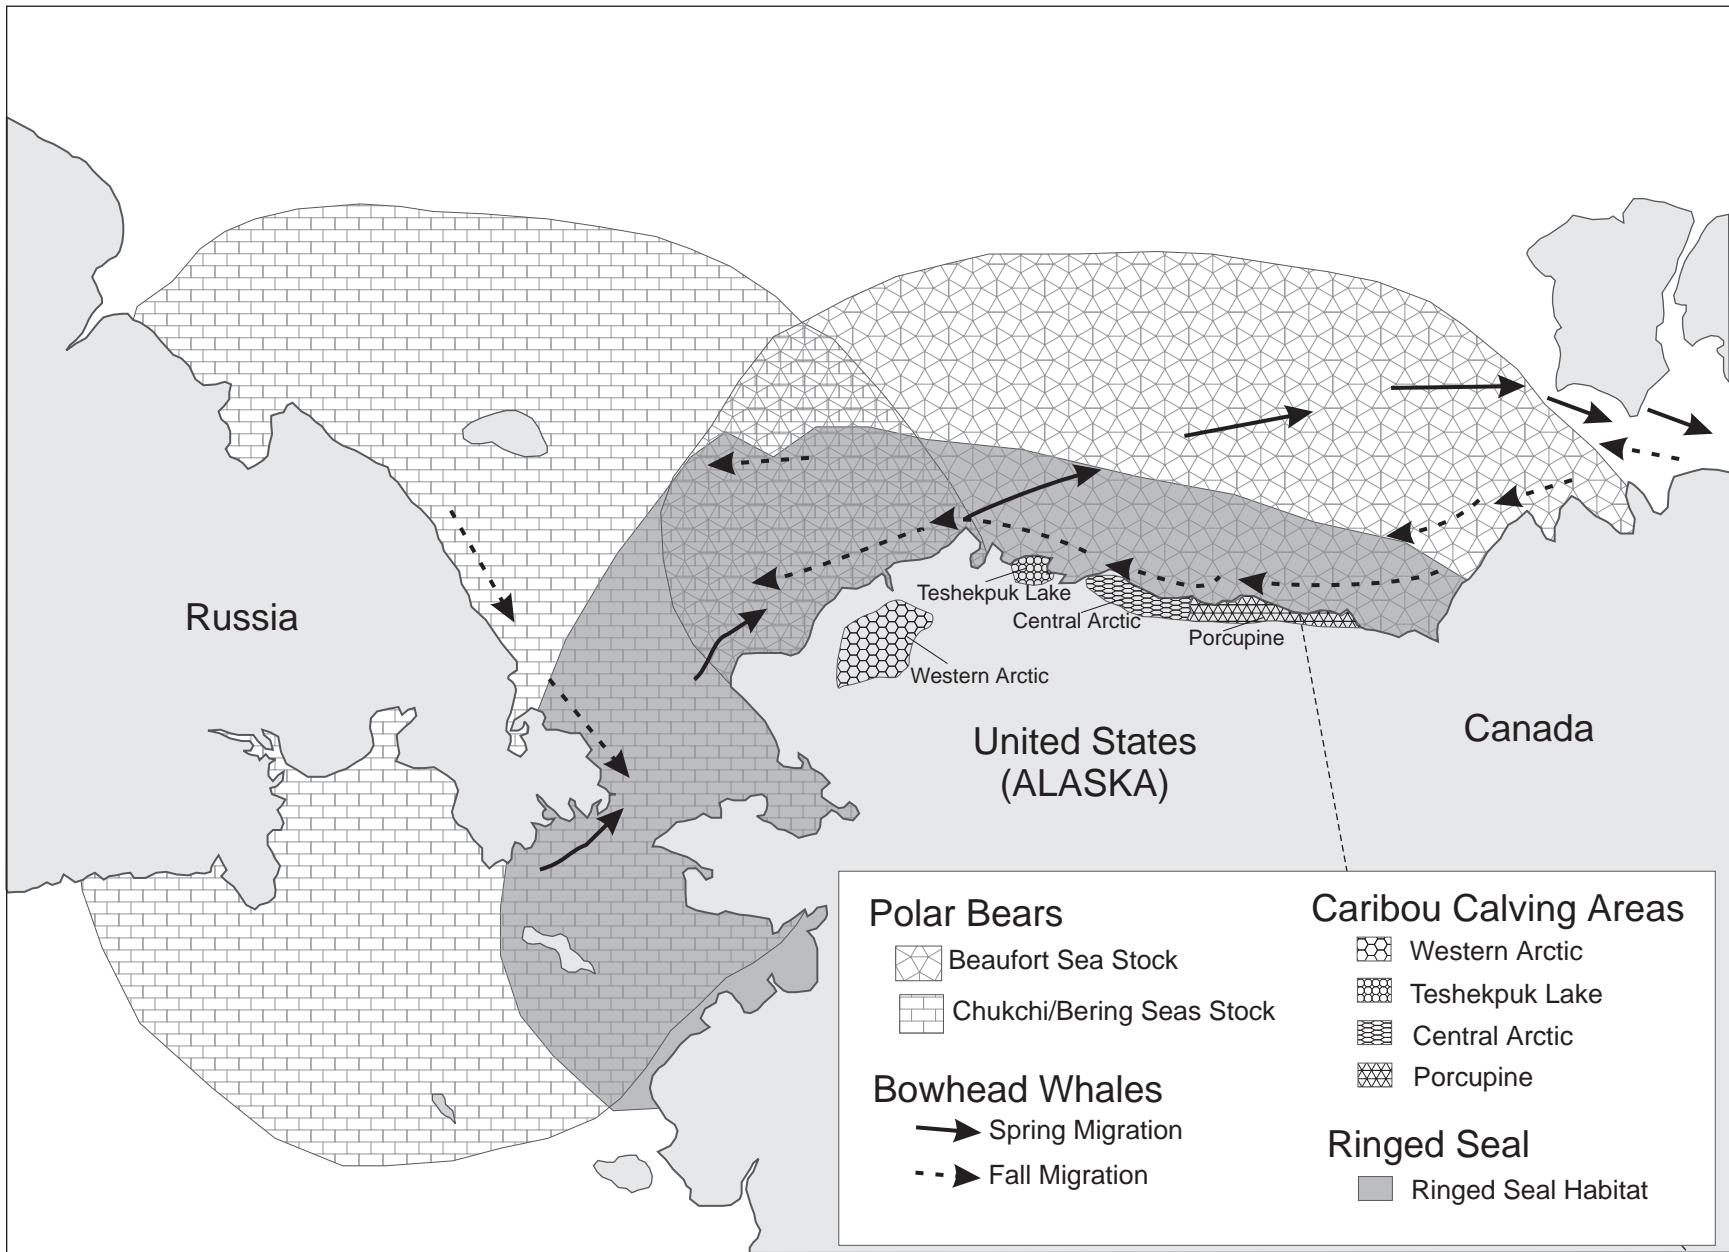 Russia
Teshekpuk Lake
Central Arctic
Porcupine
Western Arctic
United States
(ALASKA)
Canada
Polar Bears
Beaufort Sea Stock
Chukchi/Bering Seas Stock
Bowhead Whales
Spring Migration
Fall Migration
Caribou Calving Areas
Western Arctic
Teshekpuk Lake
Central Arctic
Porcupine
Ringed Seal
Ringed Seal Habitat